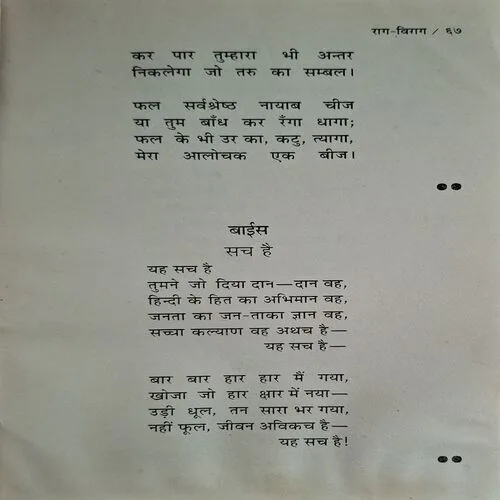 राग-विराग / ६७
कर पार तुम्हारा भी अन्तर
निकलेगा जो तरु का सम्बल।
फल सर्वश्रेष्ठ नायाब चीज
या तुम बाँध कर रँगा धागा;
फल के भी उर का, कटु, त्यागा,
मेरा आलोचक एक बीज।
बाईस
सच है
यह सच है
तुमने जो दिया दान—दान वह,
हिन्दी के हित का अभिमान वह,
जनता का जन-ताका ज्ञान वह,
सच्चा कल्याण वह अथच है—
यह सच है—
बार बार हार हार मैं गया,
खोजा जो हार क्षार में नया—
उड़ी धूल, तन सारा भर गया,
नहीं फूल, जीवन अविकच है—
यह सच है!